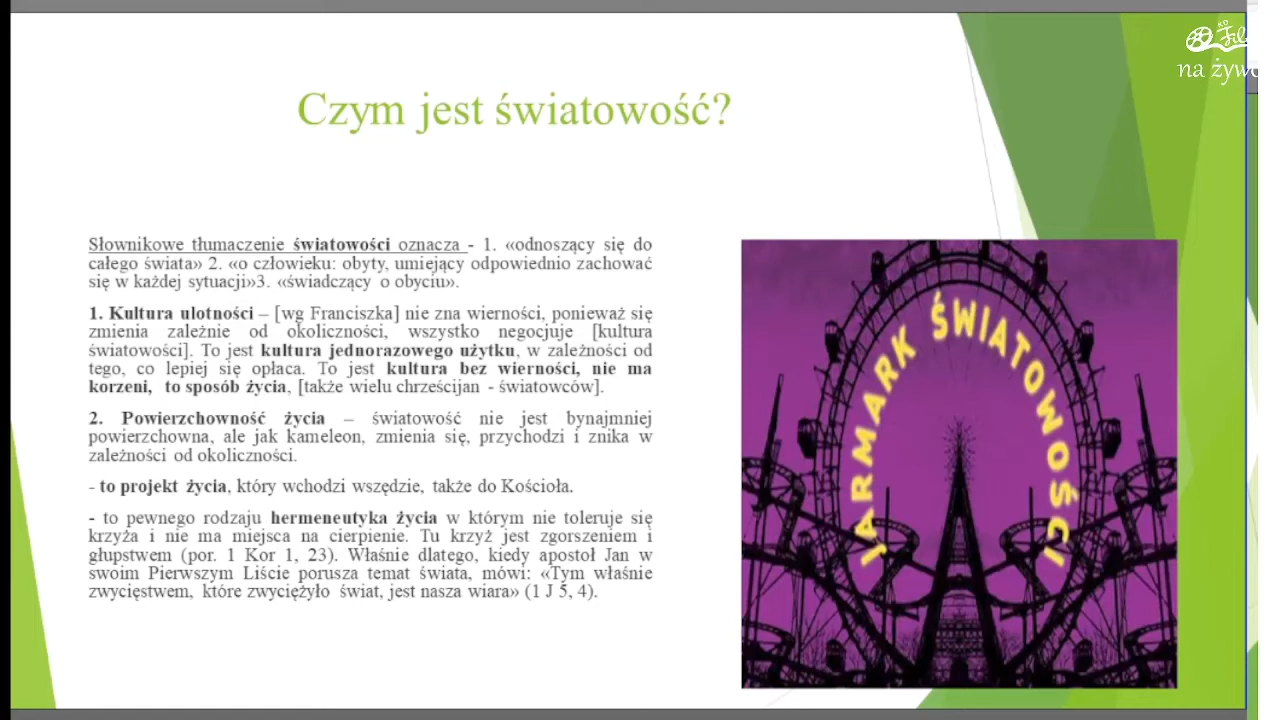 Czym jest światowość?
Słownikowe tłumaczenie światowości oznacza - 1. «odnoszący się do
całego świata» 2. «o człowieku: obyty, umiejący odpowiednio zachować
się w każdej sytuacji»3. «świadczący o obyciu».
1. Kultura ulotności – [wg Franciszka] nie zna wierności, ponieważ się
zmienia zależnie od okoliczności, wszystko negocjuje [kultura
światowości]. To jest kultura jednorazowego użytku, w zależności od
tego, co lepiej się opłaca. To jest kultura bez wierności, nie ma
korzeni, to sposób życia, [także wielu chrześcijan - światowców].
2. Powierzchowność życia – światowość nie jest bynajmniej
powierzchowna, ale jak kameleon, zmienia się, przychodzi i znika w
zależności od okoliczności.
- to projekt życia, który wchodzi wszędzie, także do Kościoła.
- to pewnego rodzaju hermeneutyka życia w którym nie toleruje się
krzyża i nie ma miejsca na cierpienie. Tu krzyż jest zgorszeniem i
głupstwem (por. 1 Kor 1, 23). Właśnie dlatego, kiedy apostoł Jan w
swoim Pierwszym Liście porusza temat świata, mówi: «Tym właśnie
zwycięstwem, które zwyciężyło świat, jest nasza wiara» (1 J 5, 4).
JARMARK ŚWIATOWOŚCI
na